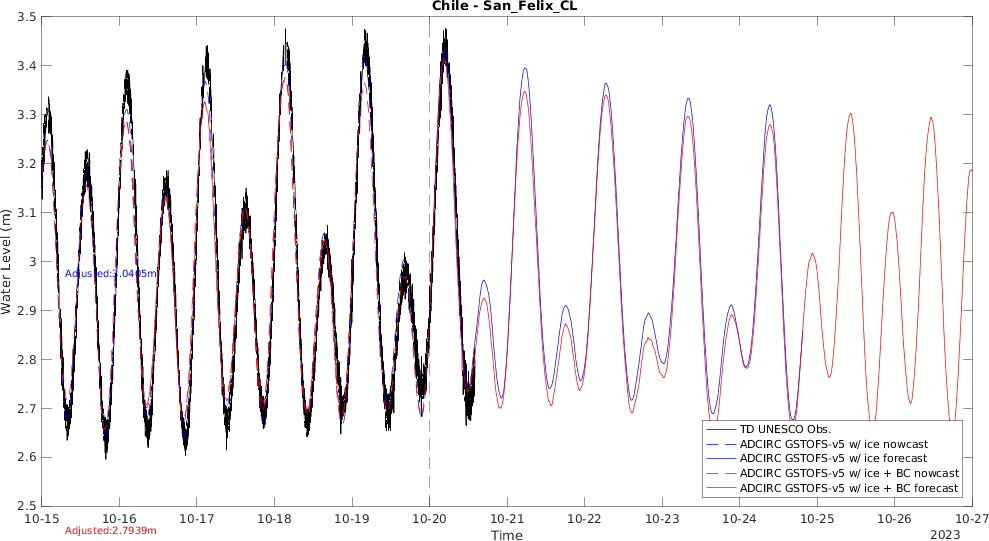 Chile - San_Felix_CL
3.5
3.4
3.3
3.2
3.1
3
2.9
2.8
2.7
2.6
2.5
Water Level (m)
Adjusted:3.0405m
TD UNESCO Obs.
ADCIRC GSTOFS-v5 w/ ice nowcast
ADCIRC GSTOFS-v5 w/ ice forecast
ADCIRC GSTOFS-v5 w/ ice + BC nowcast
ADCIRC GSTOFS-v5 w/ ice + BC forecast
10-15 10-16 10-17 10-18 10-19 10-20 10-21 10-22 10-23 10-24 10-25 10-26 10-27
Adjusted:2.7939m
Time
2023